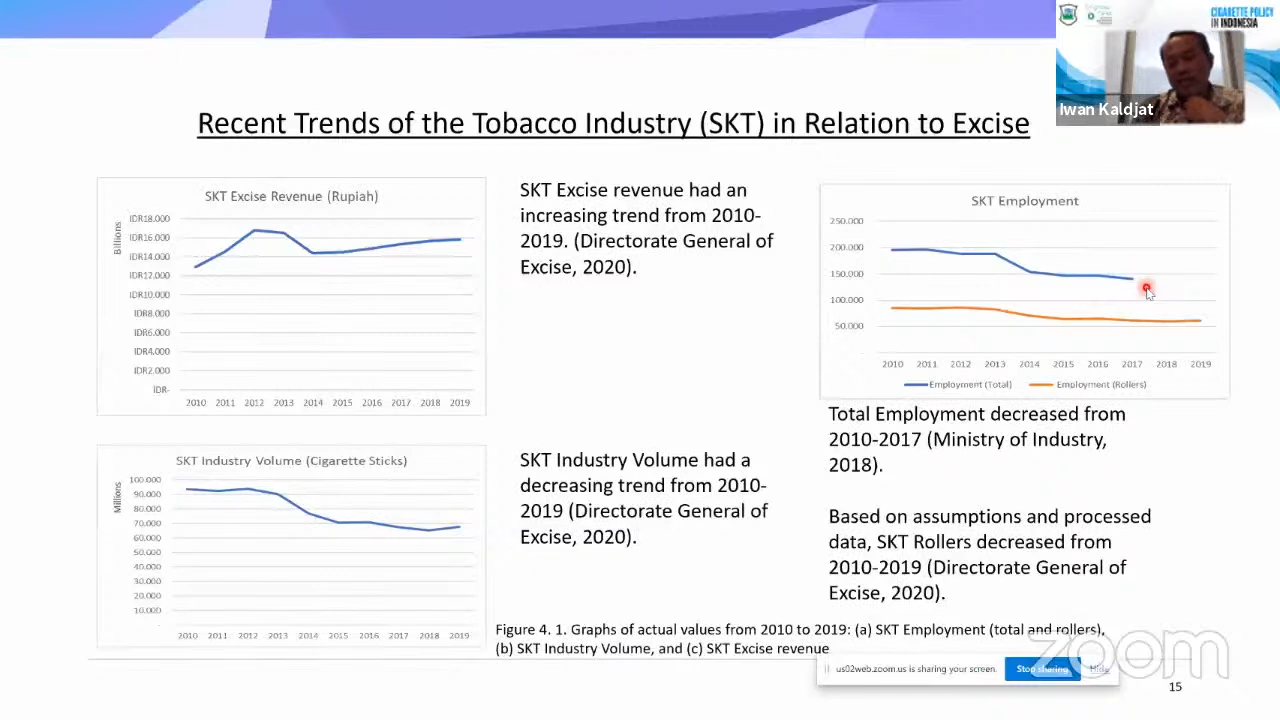 CIGARETTE POLICY
IN INDONESIA
Iwan Kaldjat
Recent Trends of the Tobacco Industry (SKT) in Relation to Excise
SKT Excise Revenue (Rupiah)
Billions
IDR18.000
IDR16.000
IDR14.000
IDR12.000
IDR10.000
IDR8.000
IDR6.000
IDR4.000
IDR2.000
IDR-
2010 2011 2012 2013 2014 2015 2016 2017 2018 2019
SKT Excise revenue had an
increasing trend from 2010-
2019. (Directorate General of
Excise, 2020).
SKT Employment
250.000
200.000
150.000
100.000
50.000
2010 2011 2012 2013 2014 2015 2016 2017 2018 2019
Employment (Total) Employment (Rollers)
Total Employment decreased from
2010-2017 (Ministry of Industry,
2018).
Based on assumptions and processed
data, SKT Rollers decreased from
2010-2019 (Directorate General of
Excise, 2020).
SKT Industry Volume (Cigarette Sticks)
Millions
100.000
90.000
80.000
70.000
60.000
50.000
40.000
30.000
20.000
10.000
2010 2011 2012 2013 2014 2015 2016 2017 2018 2019
SKT Industry Volume had a
decreasing trend from 2010-
2019 (Directorate General of
Excise, 2020).
Figure 4. 1. Graphs of actual values from 2010 to 2019: (a) SKT Employment (total and rollers),
(b) SKT Industry Volume, and (c) SKT Excise revenue
zoom
us02web.zoom.us is sharing your screen. Stop sharing Hide
15